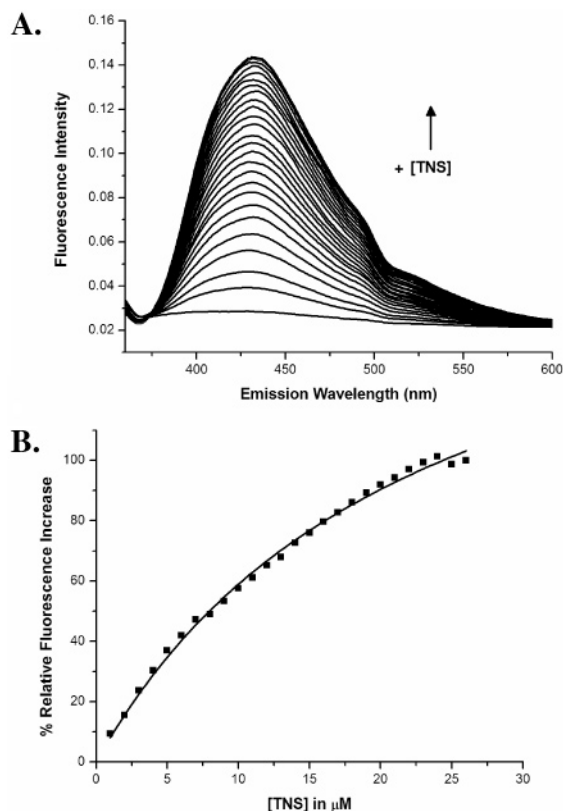 A.
0.16
0.14
0.12
0.10
0.08
0.06
0.04
0.02
Fluorescence Intensity
+ [TNS]
400 450 500 550 600
Emission Wavelength (nm)
B.
100
80
60
40
20
0
% Relative Fluorescence Increase
0 5 10 15 20 25 30
[TNS] in μM